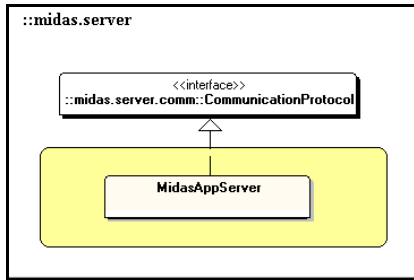 ::midas.server
<<interface>>
::midas.server.comm::CommunicationProtocol
MidasAppServer